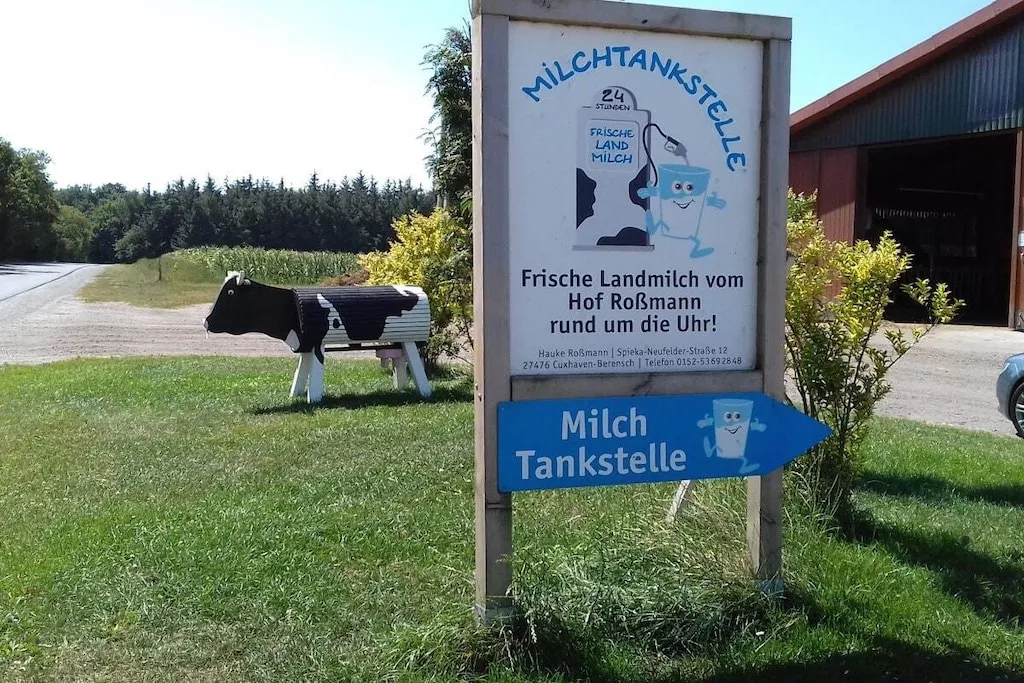 MILCHTANKSTELLE
24
STUNDEN
FRISCHE
LAND
MILCH
Frische Landmilch vom
Hof Roßmann
rund um die Uhr!
Hauke Roßmann | Spieka-Neufelder-Straße 12
27476 Cuxhaven-Berensch | Telefon 0152-53692848
Milch
Tankstelle